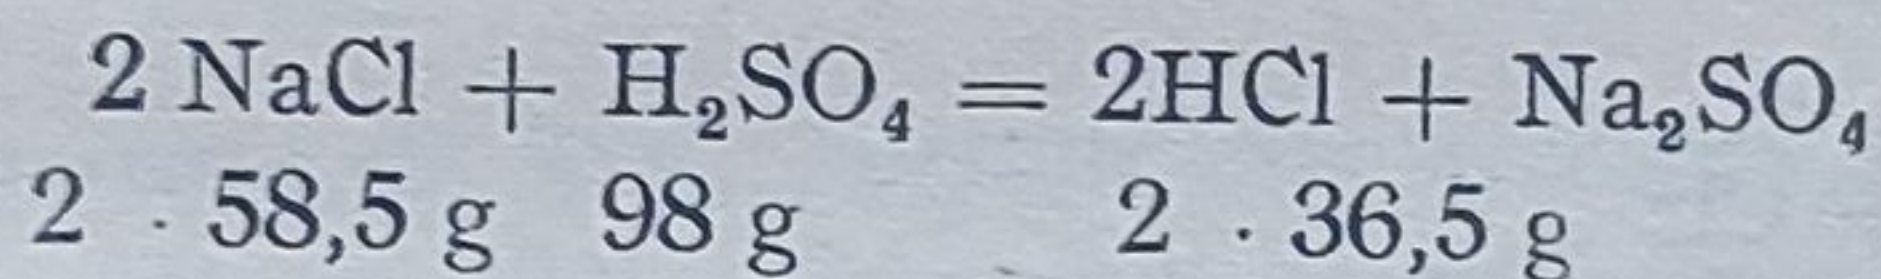 2 NaCl + H₂SO₄ = 2HCl + Na₂SO₄
2 · 58,5 g 98 g 2 · 36,5 g